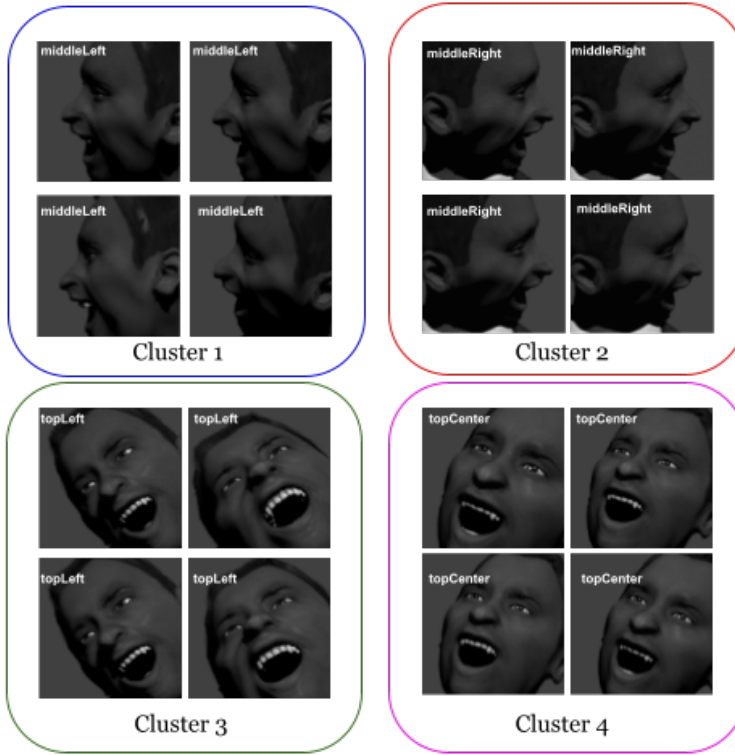 middleLeft
middleLeft
middleLeft
middleLeft
Cluster 1
middleRight
middleRight
middleRight
middleRight
Cluster 2
topLeft
topLeft
topLeft
topLeft
Cluster 3
topCenter
topCenter
topCenter
topCenter
Cluster 4